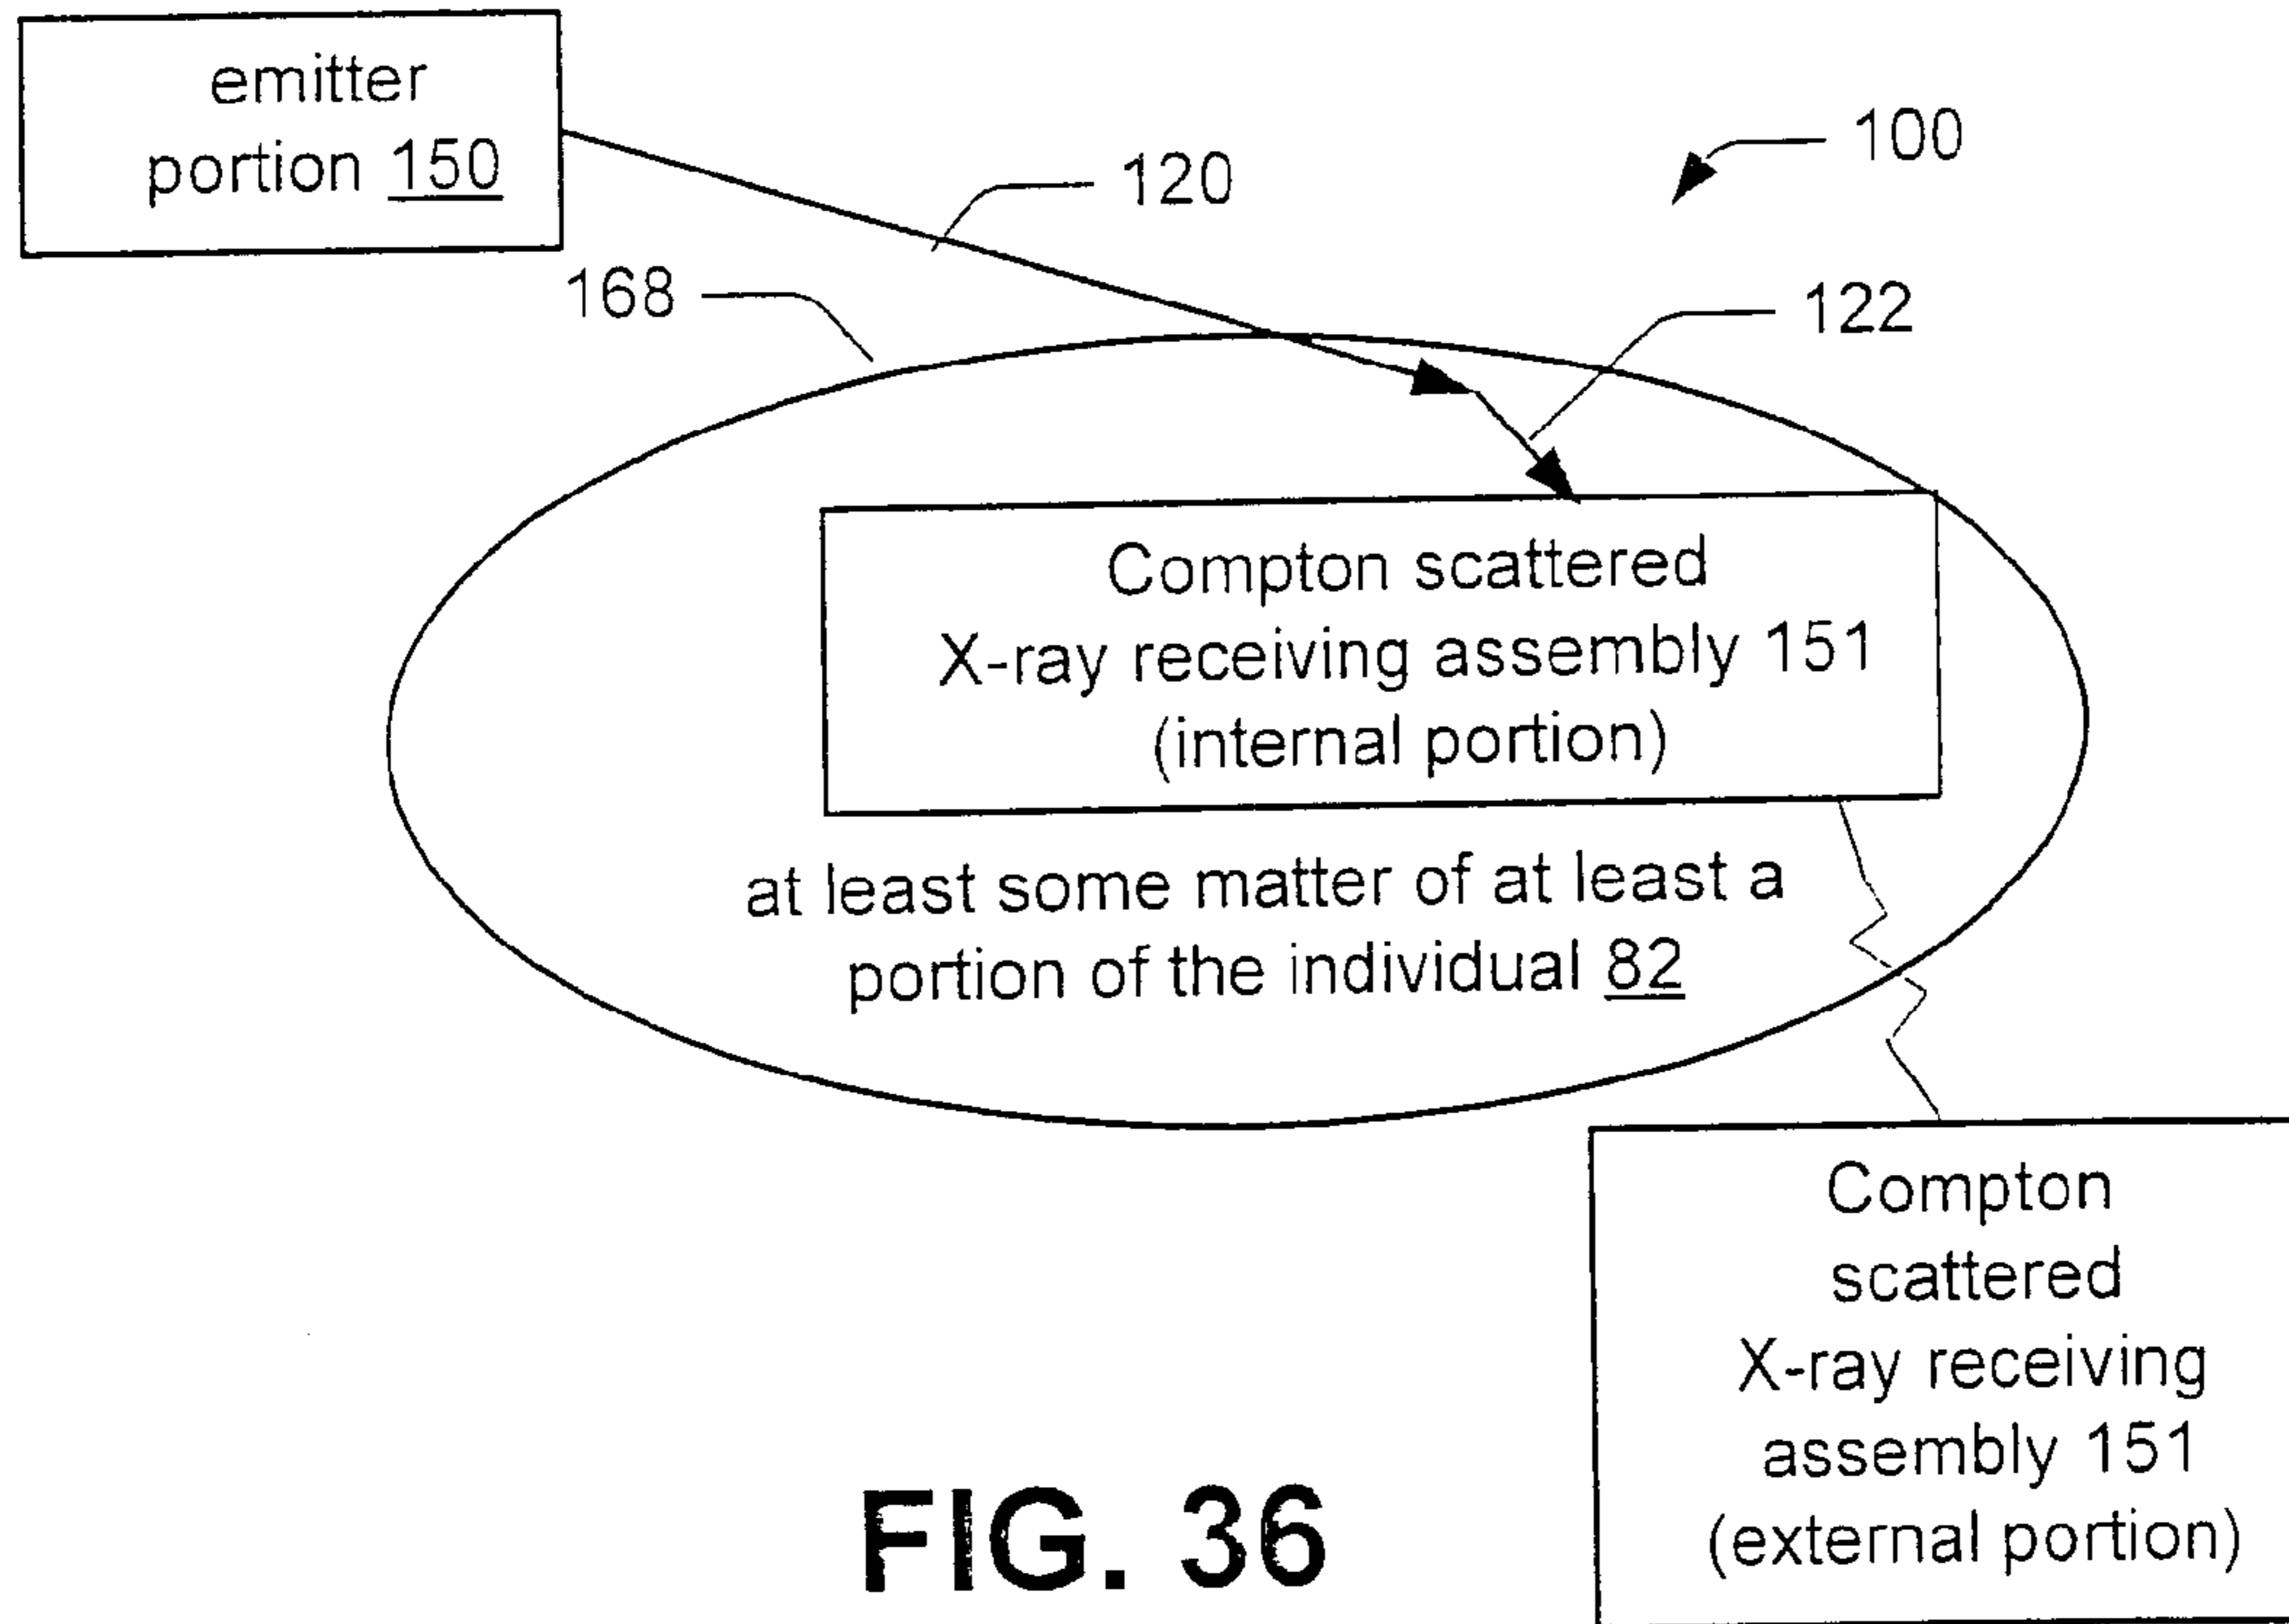 emitter
portion 150
100
120
168
122
Compton scattered
X-ray receiving assembly 151
(internal portion)
at least some matter of at least a
portion of the individual 82
Compton
scattered
X-ray receiving
assembly 151
(external portion)
FIG. 36